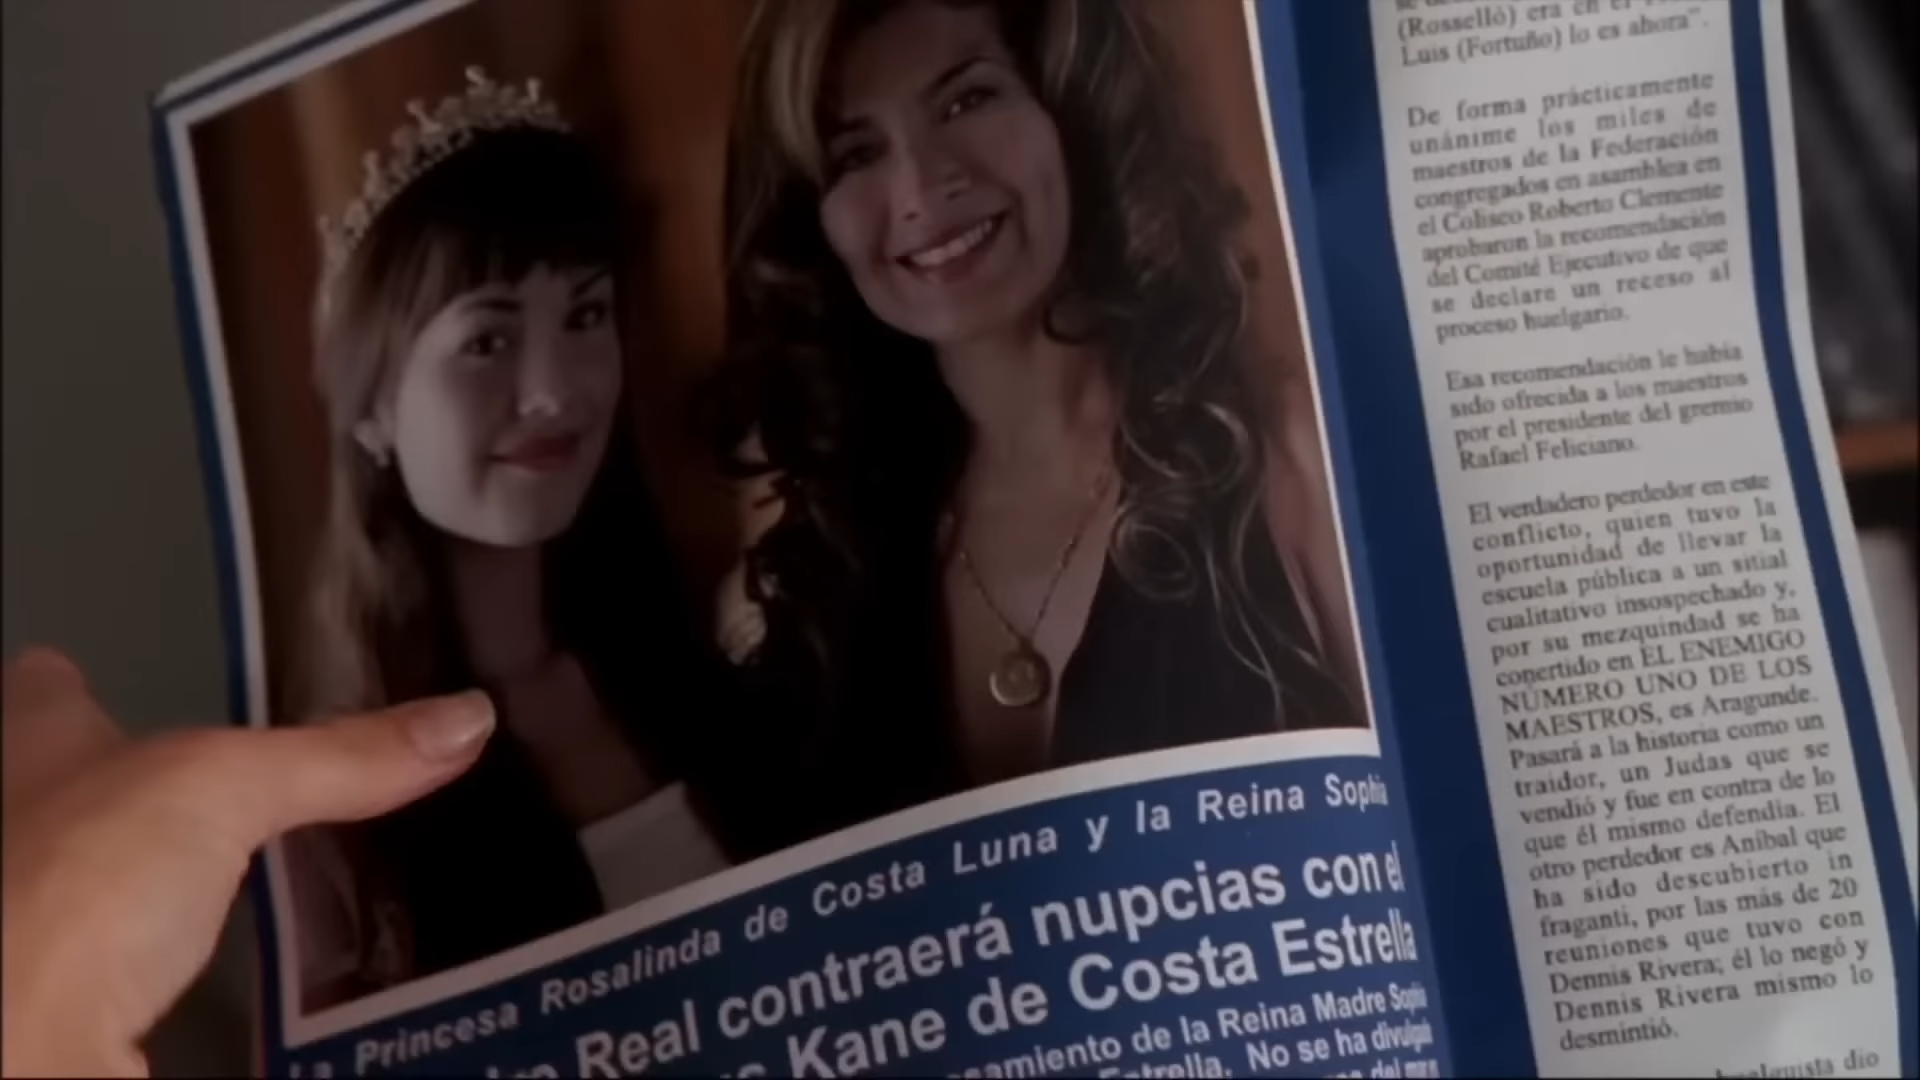 La Princesa Rosalinda de Costa Luna y la Reina Sophia
Real contraerá nupcias con el
Kane de Costa Estrella
samiento de la Reina Madre Sophia
Estrella. No se ha divulga
(Rosselló) era en el
Luis (Fortuño) lo es ahora".
De forma prácticamente
unánime los miles de
maestros de la Federación
congregados en asamblea en
el Coliseo Roberto Clemente
aprobaron la recomendación
del Comité Ejecutivo de que
se declare un receso al
proceso huelgario.
Esa recomendación le había
sido ofrecida a los maestros
por el presidente del gremio
Rafael Feliciano.
El verdadero perdedor en este
conflicto, quien tuvo la
oportunidad de llevar la
escuela pública a un sitial
cualitativo insospechado y,
por su mezquindad se ha
conertido en EL ENEMIGO
NÚMERO UNO DE LOS
MAESTROS, es Aragunde.
Pasará a la historia como un
traidor, un Judas que se
vendió y fue en contra de lo
que él mismo defendía. El
otro perdedor es Aníbal que
ha sido descubierto in
fraganti, por las más de 20
reuniones que tuvo con
Dennis Rivera; él lo negó y
Dennis Rivera mismo lo
desmintió.
dio